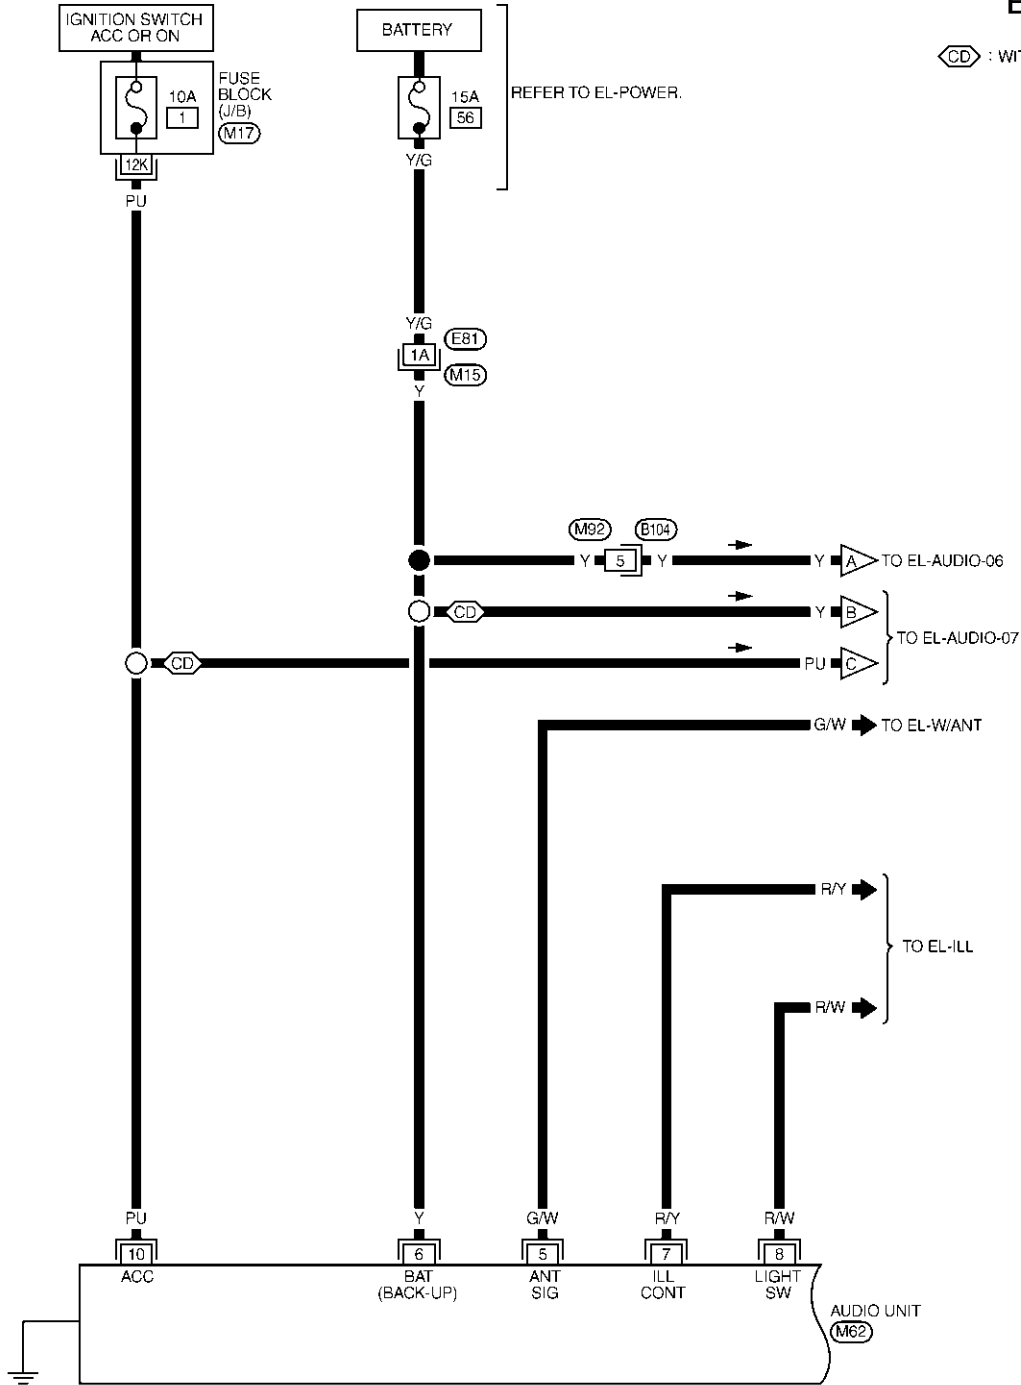 IGNITION SWITCH
ACC OR ON
BATTERY
CD : WI
10A
1
FUSE
BLOCK
(J/B)
M17
15A
56
REFER TO EL-POWER.
12K
PU
Y/G
Y/G
E81
1A
M15
Y
M92
B104
Y
5
Y
Y
A
TO EL-AUDIO-06
CD
Y
B
TO EL-AUDIO-07
CD
PU
C
G/W
TO EL-W/ANT
R/Y
TO EL-ILL
R/W
PU
Y
G/W
R/Y
R/W
10
6
5
7
8
ACC
BAT
(BACK-UP)
ANT
SIG
ILL
CONT
LIGHT
SW
AUDIO UNIT
M62